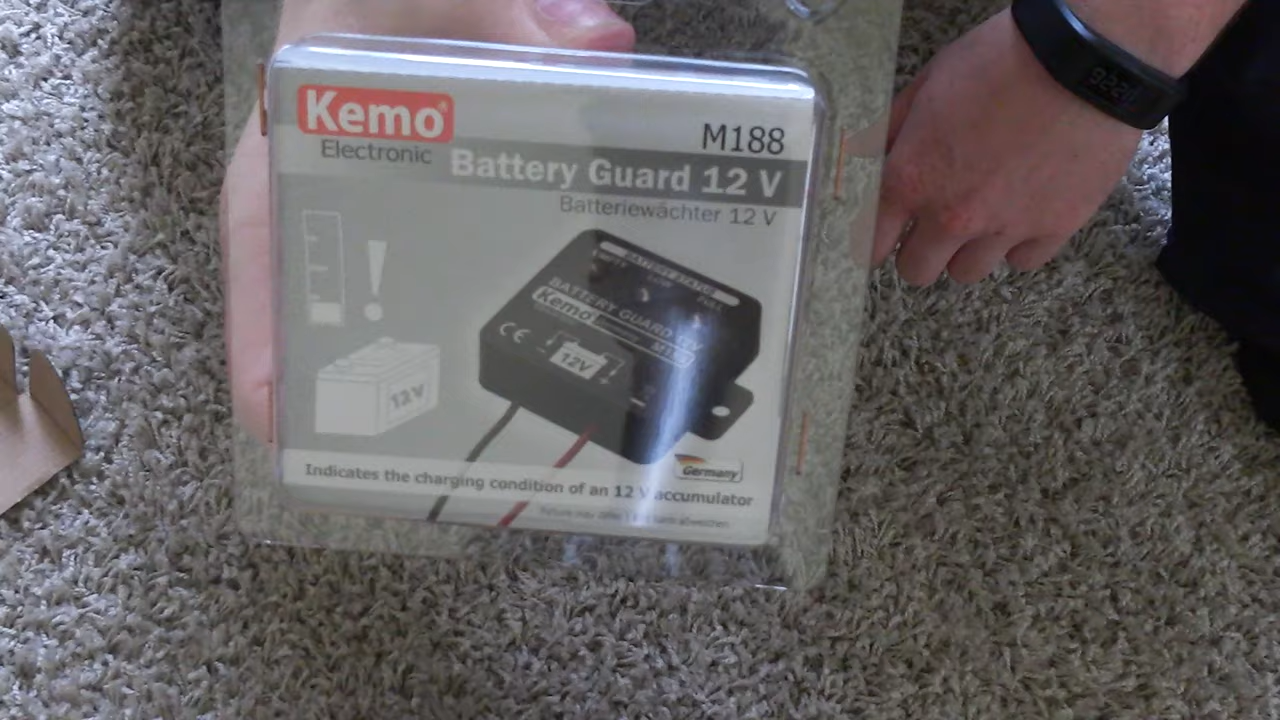 Kemo®
Electronic
M188
Battery Guard 12 V
Batteriewächter 12 V
BATTERY GUARD
Kemo
CE
12V
12V
Germany
Indicates the charging condition of an 12 V accumulator